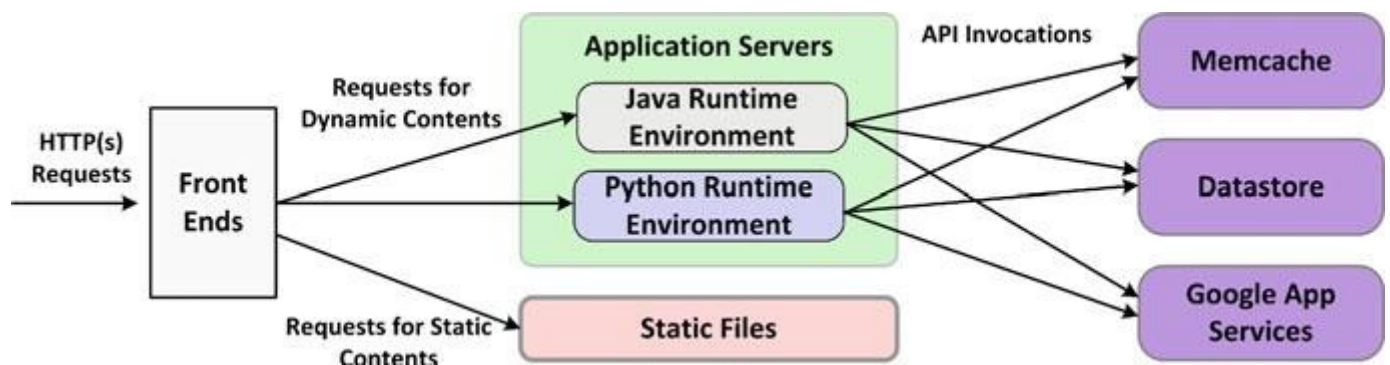 HTTP(s)
Requests
Front
Ends
Requests for
Dynamic Contents
Requests for Static
Contents
Application Servers
Java Runtime
Environment
Python Runtime
Environment
Static Files
API Invocations
Memcache
Datastore
Google App
Services